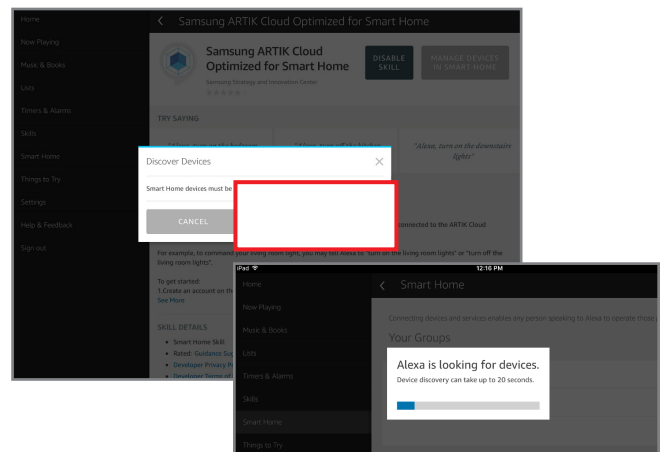 Home
Now Playing
Music & Books
Lists
Timers & Alarms
Skills
Smart Home
Things to Try
Settings
Help & Feedback
Sign out
Samsung ARTIK Cloud Optimized for Smart Home
Samsung ARTIK Cloud
Optimized for Smart Home
Samsung Strategy and Innovation Center
DISABLE
SKILL
MANAGE DEVICES
IN SMART HOME
TRY SAYING
"Alexa, turn on the downstairs
lights"
Discover Devices
Smart Home devices must be
CANCEL
connected to the ARTIK Cloud
For example, to command your living room light, you may tell Alexa to "turn on the living room lights" or "turn off the
living room lights".
To get started:
1.Create an account on th
See More
SKILL DETAILS
Smart Home Skill
Rated: Guidance Sug
Developer Privacy P
Developer Terms of
iPad
12:16 PM
Home
Now Playing
Music & Books
Lists
Timers & Alarms
Skills
Smart Home
Things to Try
Smart Home
Connecting devices and services enables any person speaking to Alexa to operate those
Your Groups
Alexa is looking for devices.
Device discovery can take up to 20 seconds.